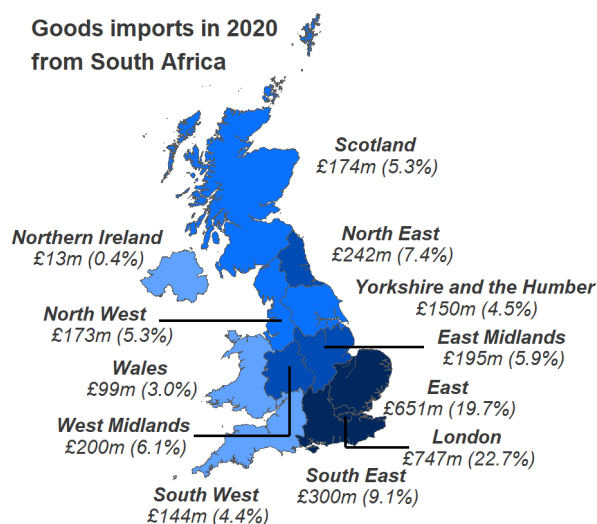 Goods imports in 2020
from South Africa
Scotland
£174m (5.3%)
Northern Ireland
£13m (0.4%)
North East
£242m (7.4%)
Yorkshire and the Humber
£150m (4.5%)
North West
£173m (5.3%)
East Midlands
£195m (5.9%)
Wales
£99m (3.0%)
East
£651m (19.7%)
West Midlands
£200m (6.1%)
London
£747m (22.7%)
South East
£300m (9.1%)
South West
£144m (4.4%)